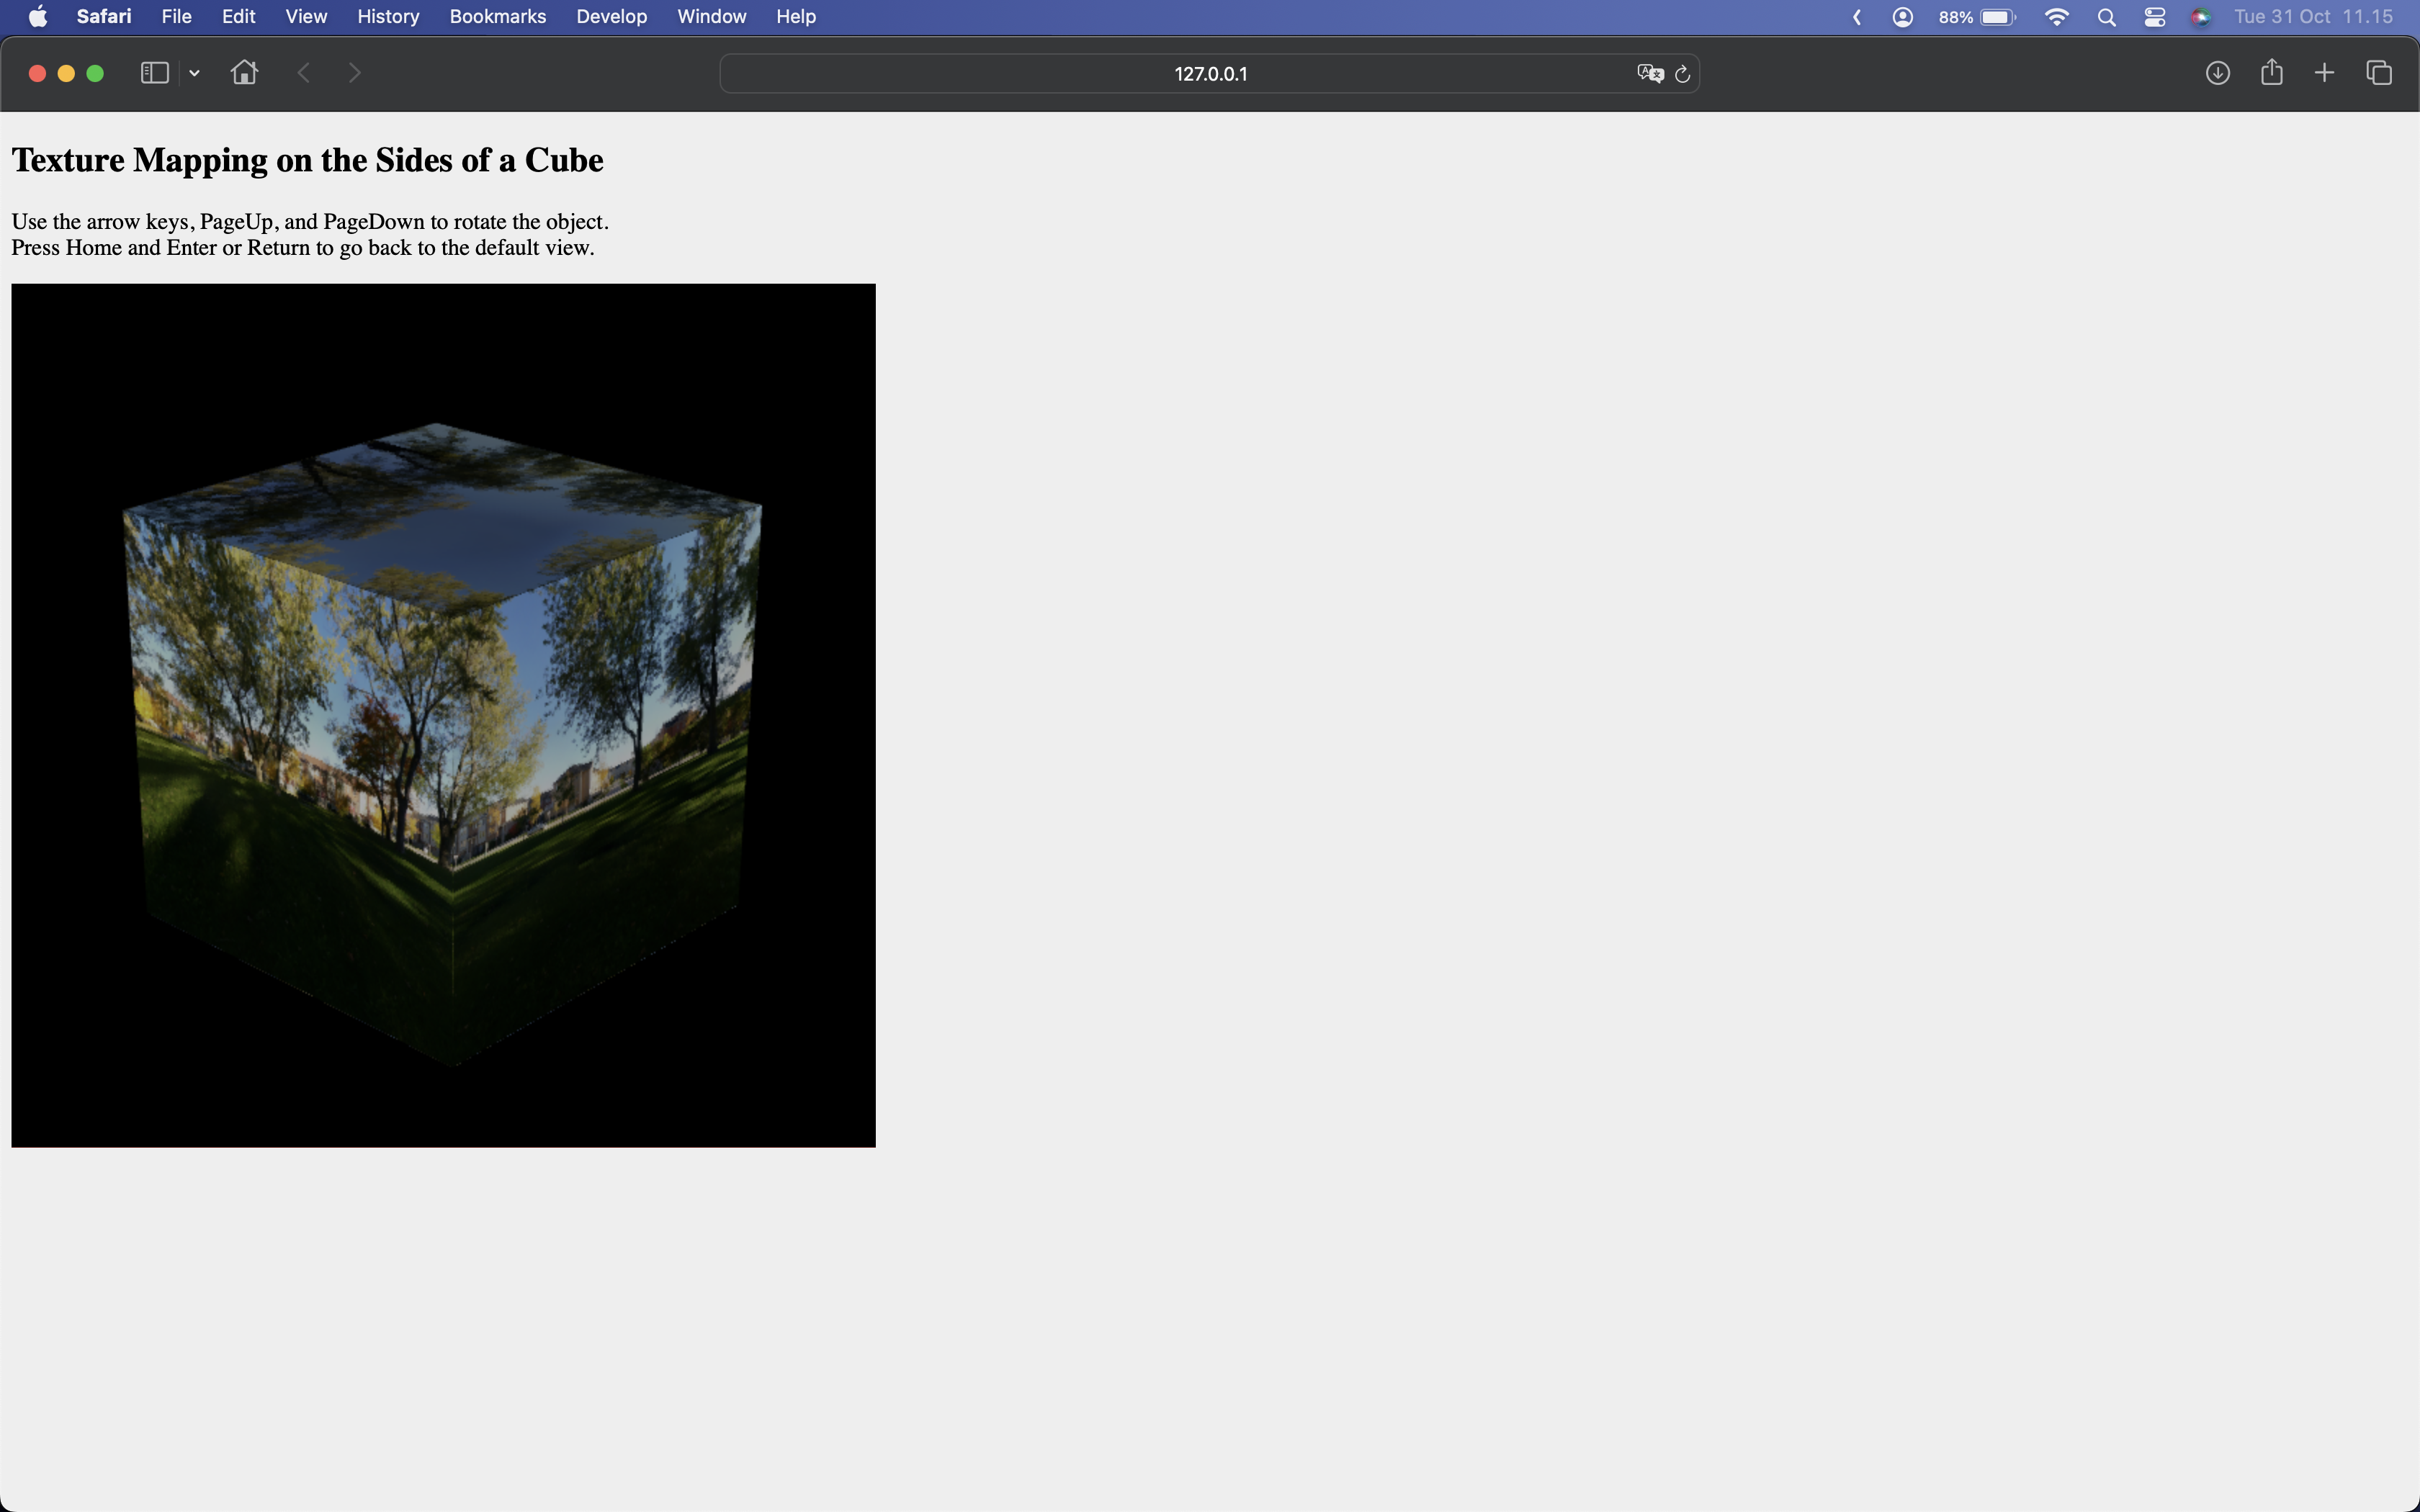 Safari File Edit View History Bookmarks Develop Window Help 88% Tue 31 Oct 11.15
127.0.0.1
Texture Mapping on the Sides of a Cube
Use the arrow keys, PageUp, and PageDown to rotate the object.
Press Home and Enter or Return to go back to the default view.